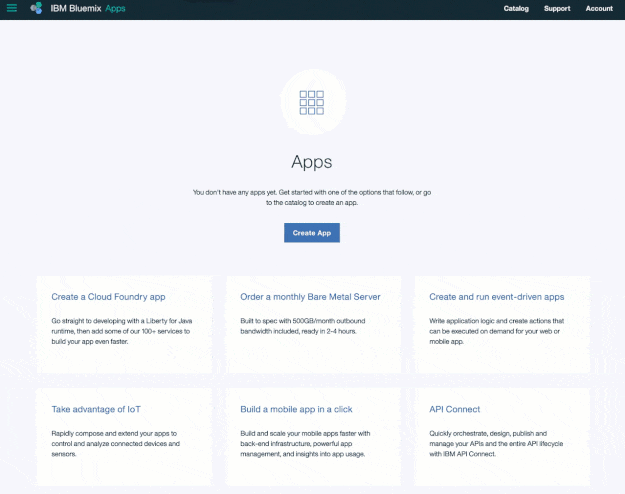 IBM Bluemix Apps
Catalog Support Account
Apps
You don't have any apps yet. Get started with one of the options that follow, or go
to the catalog to create an app.
Create App
Create a Cloud Foundry app
Go straight to developing with a Liberty for Java
runtime, then add some of our 100+ services to
build your app even faster.
Order a monthly Bare Metal Server
Built to spec with 500GB/month outbound
bandwidth included, ready in 2-4 hours.
Create and run event-driven apps
Write application logic and create actions that
can be executed on demand for your web or
mobile app.
Take advantage of IoT
Rapidly compose and extend your apps to
control and analyze connected devices and
sensors.
Build a mobile app in a click
Build and scale your mobile apps faster with
back-end infrastructure, powerful app
management, and insights into app usage.
API Connect
Quickly orchestrate, design, publish and
manage your APIs and the entire API lifecycle
with IBM API Connect.